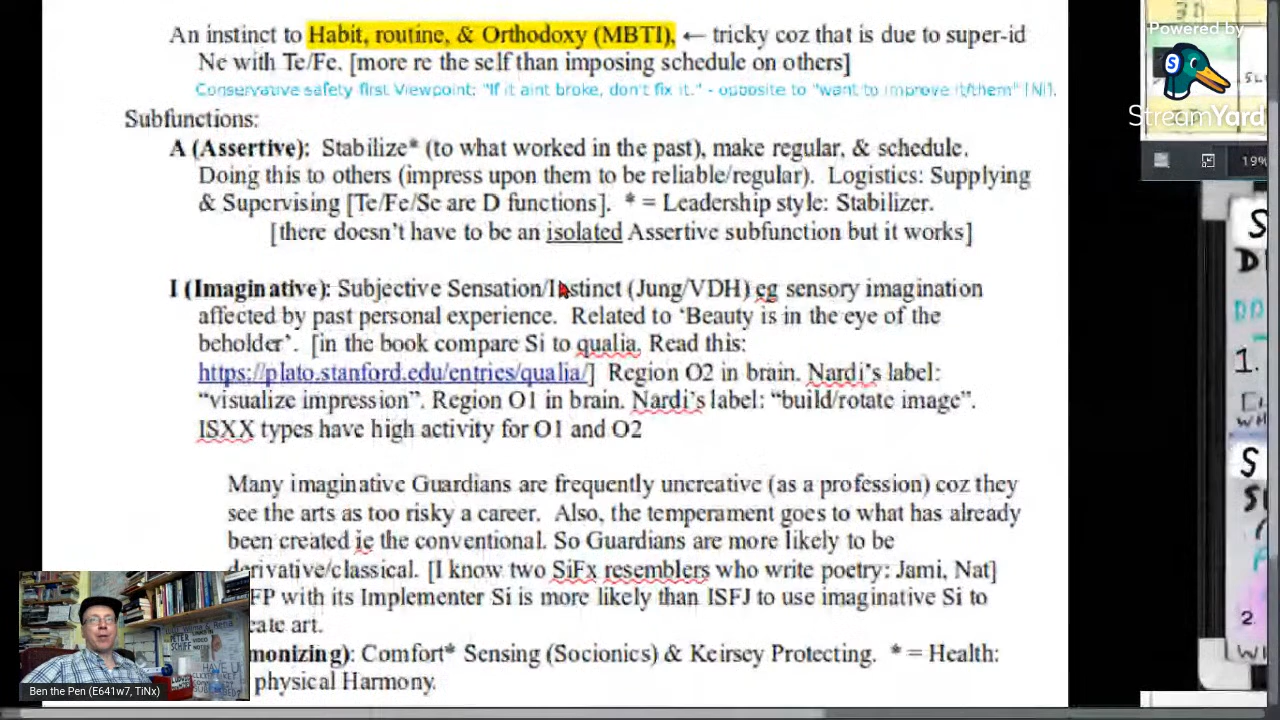 An instinct to Habit, routine, & Orthodoxy (MBTI), ← tricky coz that is due to super-id
Ne with Te/Fe. [more re the self than imposing schedule on others]
Conservative safety first Viewpoint: "If it aint broke, don't fix it." - opposite to "want to improve it/them" [Ni].
Subfunctions:
A (Assertive): Stabilize* (to what worked in the past), make regular, & schedule.
Doing this to others (impress upon them to be reliable/regular). Logistics: Supplying
& Supervising [Te/Fe/Se are D functions]. * = Leadership style: Stabilizer.
[there doesn't have to be an isolated Assertive subfunction but it works]
I (Imaginative): Subjective Sensation/Instinct (Jung/VDH) eg sensory imagination
affected by past personal experience. Related to 'Beauty is in the eye of the
beholder'. [in the book compare Si to qualia. Read this:
https://plato.stanford.edu/entries/qualia/] Region O2 in brain. Nardi's label:
"visualize impression". Region O1 in brain. Nardi's label: "build/rotate image".
ISXX types have high activity for O1 and O2
Many imaginative Guardians are frequently uncreative (as a profession) coz they
see the arts as too risky a career. Also, the temperament goes to what has already
been created ie the conventional. So Guardians are more likely to be
derivative/classical. [I know two SiFx resemblers who write poetry: Jami, Nat]
FP with its Implementer Si is more likely than ISFJ to use imaginative Si to
eate art.
monizing): Comfort* Sensing (Socionics) & Keirsey Protecting. * = Health:
physical Harmony.
Ben the Pen (E641w7, TiNx)
PETER
SCHIFF
HAVE U
Powered by
StreamYard
19%
S
1.
S
2